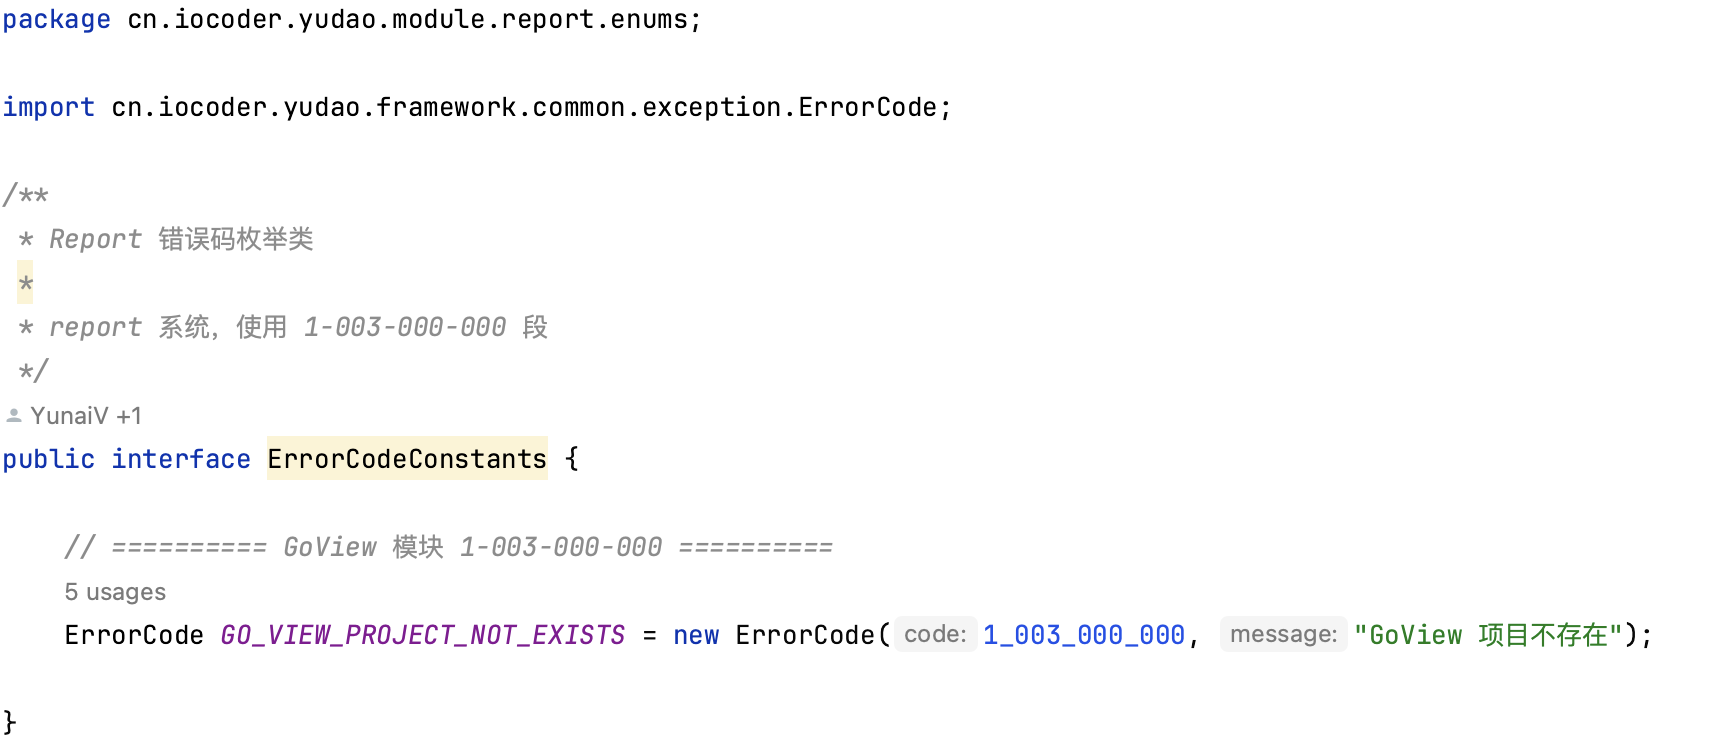 package cn.iocoder.yudao.module.report.enums;
import cn.iocoder.yudao.framework.common.exception.ErrorCode;
/**
* Report 错误码枚举类
*
* report 系统，使用 1-003-000-000 段
*/
YunaiV +1
public interface ErrorCodeConstants {
// ========== GoView 模块 1-003-000-000 ==========
5 usages
ErrorCode GO_VIEW_PROJECT_NOT_EXISTS = new ErrorCode( code: 1_003_000_000, message: "GoView 项目不存在");
}